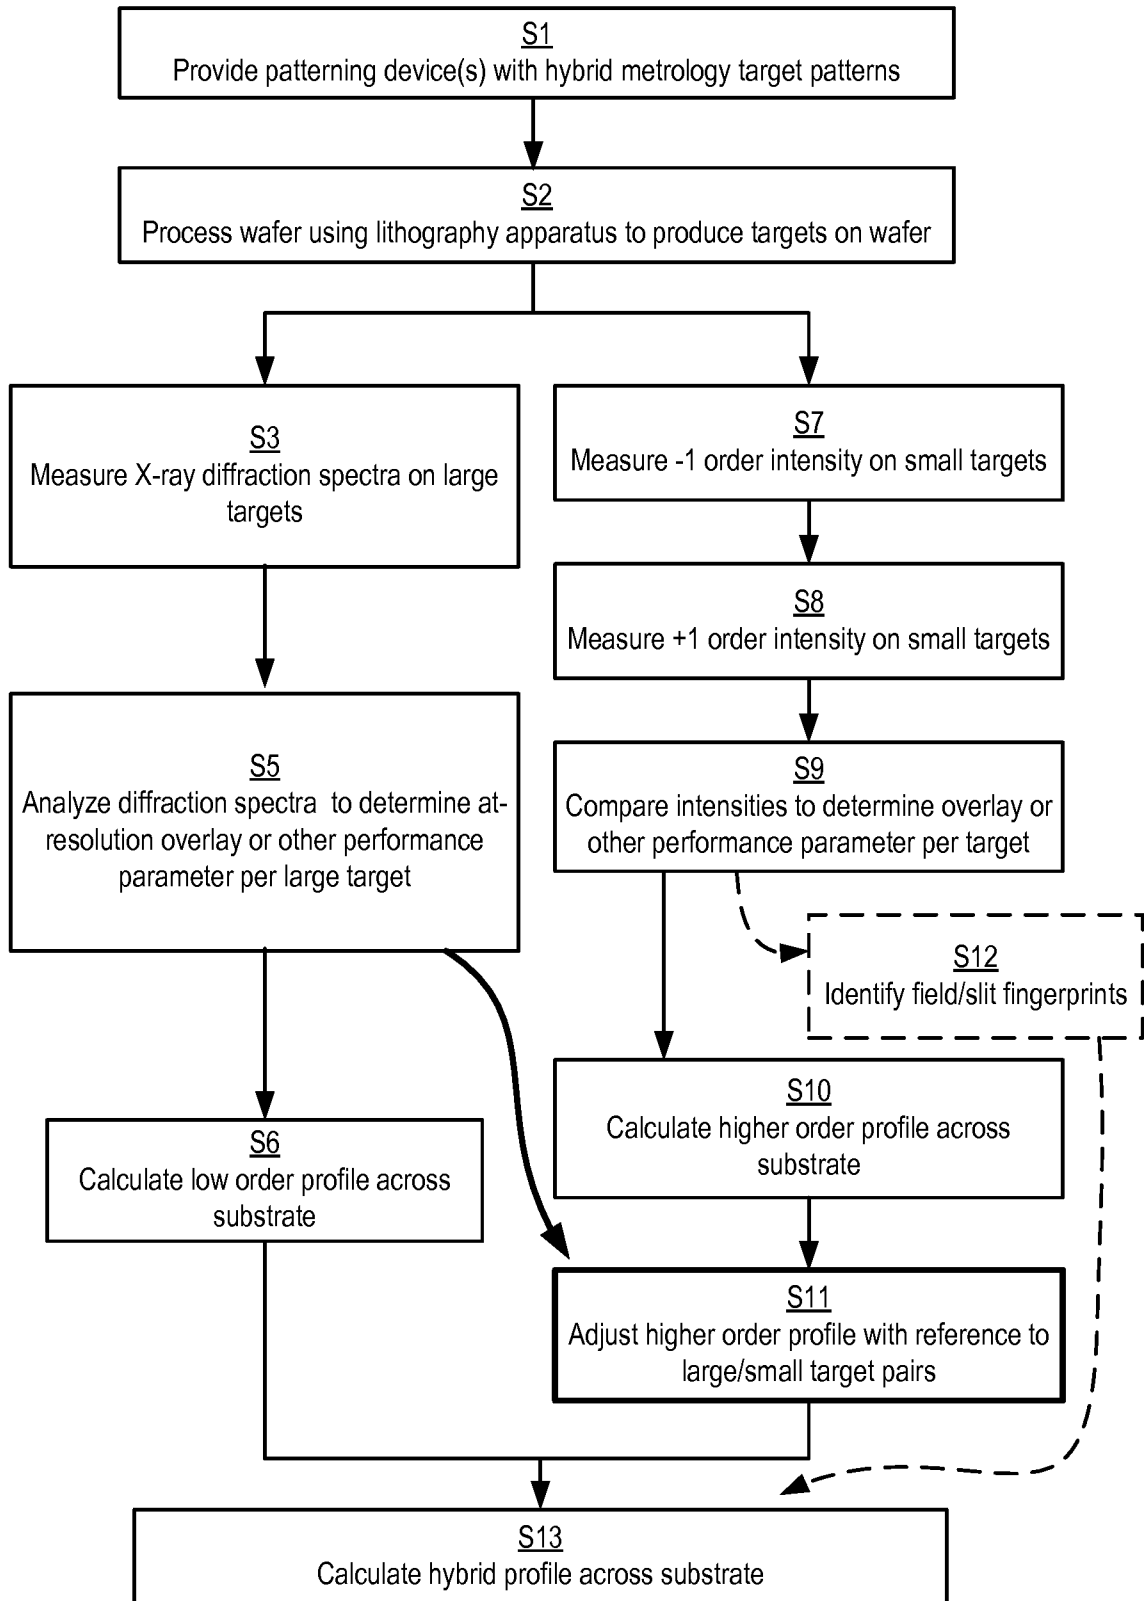 S1
Provide patterning device(s) with hybrid metrology target patterns
S2
Process wafer using lithography apparatus to produce targets on wafer
S3
Measure X-ray diffraction spectra on large
targets
S7
Measure -1 order intensity on small targets
S8
Measure +1 order intensity on small targets
S5
Analyze diffraction spectra to determine at-
resolution overlay or other performance
parameter per large target
S9
Compare intensities to determine overlay or
other performance parameter per target
S12
Identify field/slit fingerprints
S10
Calculate higher order profile across
substrate
S6
Calculate low order profile across
substrate
S11
Adjust higher order profile with reference to
large/small target pairs
S13
Calculate hybrid profile across substrate